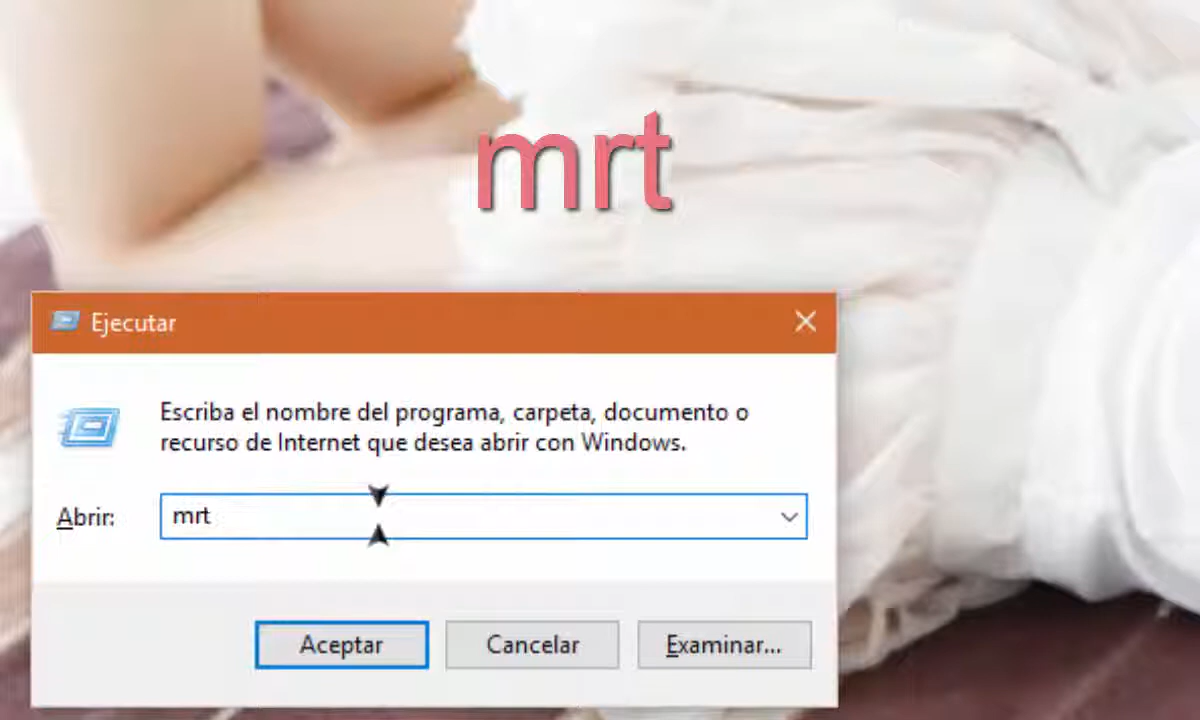 mrt
Ejecutar
Escriba el nombre del programa, carpeta, documento o
recurso de Internet que desea abrir con Windows.
Abrir: mrt
Aceptar Cancelar Examinar...